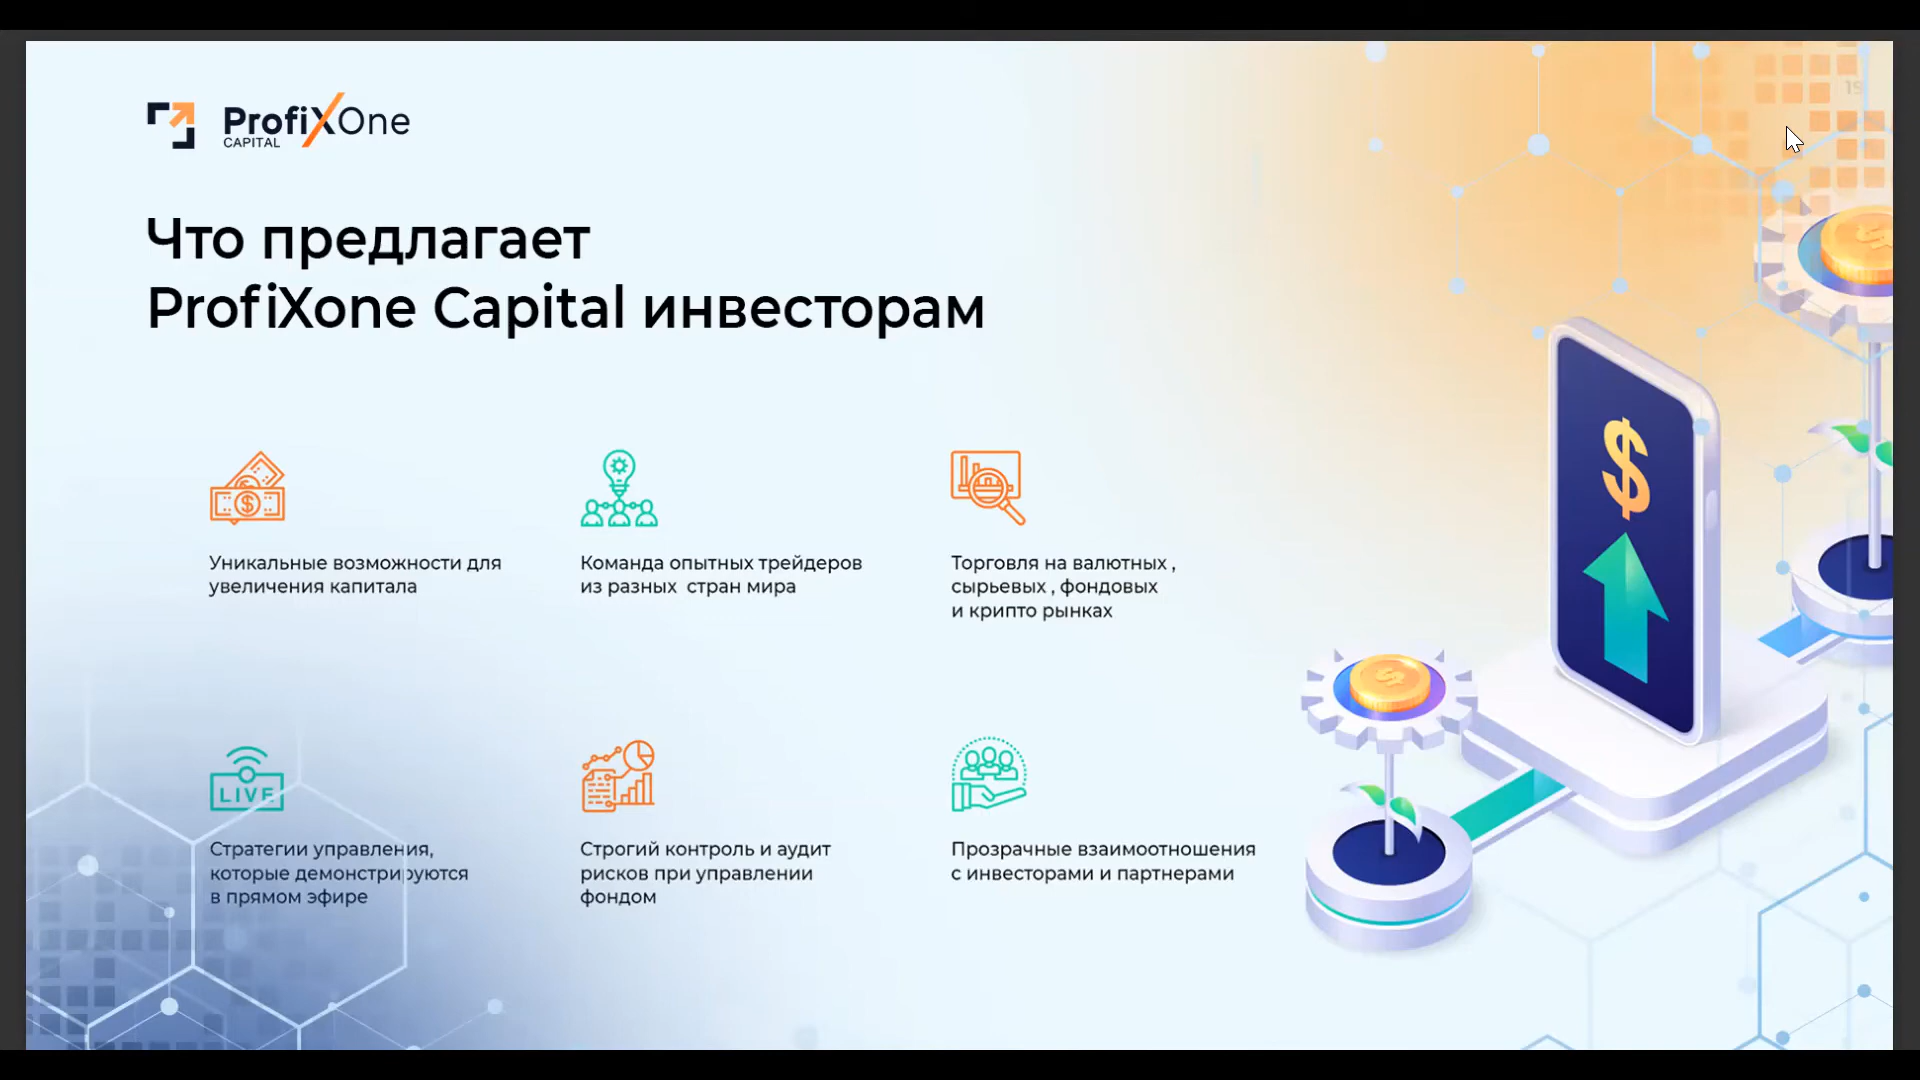 ProfiXOne
CAPITAL
19
Что предлагает
ProfiXone Capital инвесторам
Уникальные возможности для
увеличения капитала
Команда опытных трейдеров
из разных  стран мира
Торговля на валютных ,
сырьевых , фондовых
и крипто рынках
$
LIVE
Стратегии управления,
которые демонстрируются
в прямом эфире
Строгий контроль и аудит
рисков при управлении
фондом
Прозрачные взаимоотношения
с инвесторами и партнерами